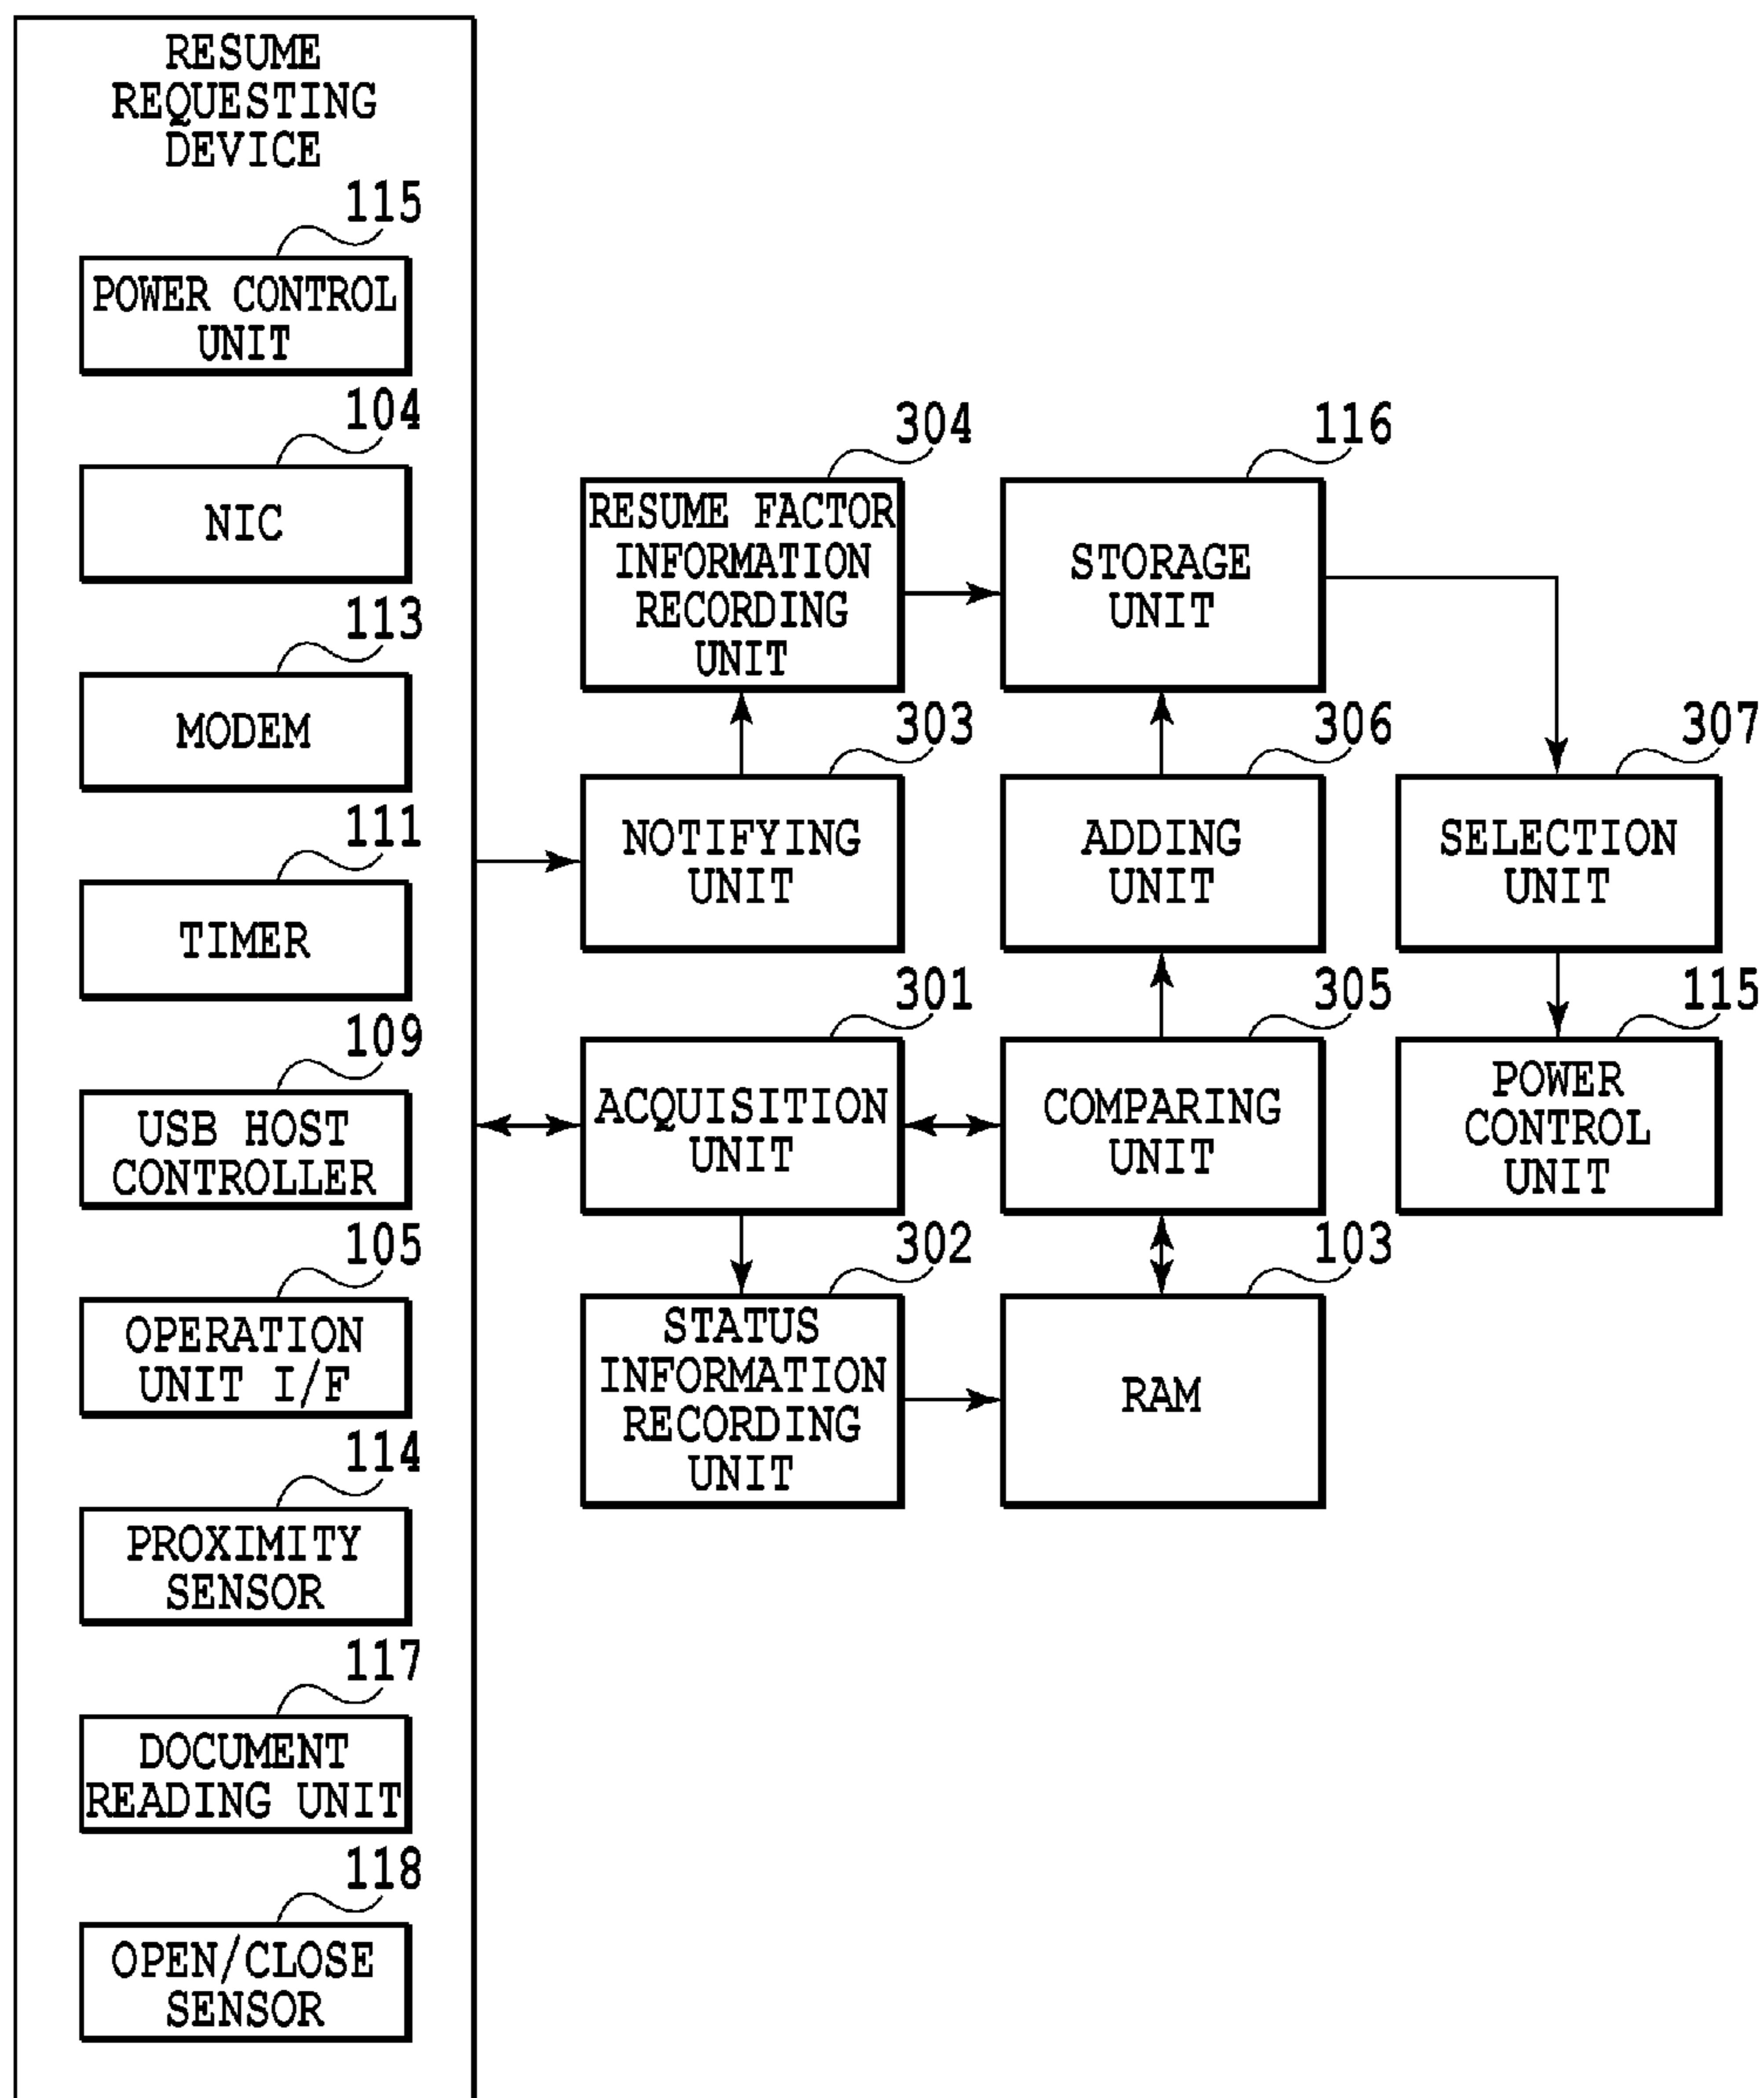 RESUME
REQUESTING
DEVICE
115
POWER CONTROL
UNIT
104
NIC
113
MODEM
111
TIMER
109
USB HOST
CONTROLLER
105
OPERATION
UNIT I/F
114
PROXIMITY
SENSOR
117
DOCUMENT
READING UNIT
118
OPEN/CLOSE
SENSOR
304
RESUME FACTOR
INFORMATION
RECORDING
UNIT
116
STORAGE
UNIT
303
NOTIFYING
UNIT
306
ADDING
UNIT
307
SELECTION
UNIT
301
ACQUISITION
UNIT
305
COMPARING
UNIT
115
POWER
CONTROL
UNIT
302
STATUS
INFORMATION
RECORDING
UNIT
103
RAM